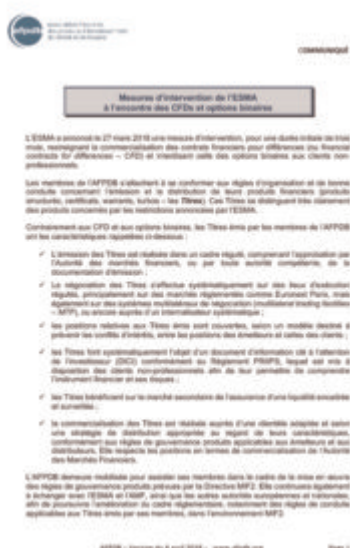 afpdb
COMMUNIQUÉ
Mesures d'intervention de l'ESMA
à l'encontre des CFDs et options binaires
L'ESMA a annoncé le 27 mars 2018 une mesure d'intervention, pour une durée initiale de trois
mois, restreignant la commercialisation des contrats financiers pour différences (ou financial
contracts for differences – CFD) et interdisant celle des options binaires aux clients non-
professionnels.
Les membres de l'AFPDB s'attachent à se conformer aux règles d'organisation et de bonne
conduite concernant l'émission et la distribution de leurs produits financiers (produits
structurés, certificats, warrants, turbos – les Titres). Ces Titres se distinguent très clairement
des produits concernés par les restrictions annoncées par l'ESMA.
Contrairement aux CFD et aux options binaires, les Titres émis par les membres de l'AFPDB
ont les caractéristiques rappelées ci-dessous :
✓ L'émission des Titres est réalisée dans un cadre régulé, comprenant l'approbation par
l'Autorité des marchés financiers, ou par toute autorité compétente, de la
documentation d'émission ;
✓ La négociation des Titres s'effectue systématiquement sur des lieux d'exécution
régulés, principalement sur des marchés réglementés comme Euronext Paris, mais
également sur des systèmes multilatéraux de négociation (multilateral trading facilities
– MTF), ou encore auprès d'un internalisateur systématique ;
✓ les positions relatives aux Titres émis sont couvertes, selon un modèle destiné à
prévenir les conflits d'intérêts, entre les positions des émetteurs et celles des clients ;
✓ les Titres font systématiquement l'objet d'un document d'information clé à l'attention
de l'investisseur (DICI) conformément au Règlement PRIIPS, lequel est mis à
disposition des clients non-professionnels afin de leur permettre de comprendre
l'instrument financier et ses risques ;
✓ les Titres bénéficient sur le marché secondaire de l'assurance d'une liquidité encadrée
et surveillée ;
✓ la commercialisation des Titres est réalisée auprès d'une clientèle adaptée et selon
une stratégie de distribution appropriée au regard de leurs caractéristiques,
conformément aux règles de gouvernance produits applicables aux émetteurs et aux
distributeurs. Elle respecte les positions en termes de commercialisation de l'Autorité
des Marchés Financiers.
L'AFPDB demeure mobilisée pour assister ses membres dans le cadre de la mise en œuvre
des règles de gouvernance produits prévues par la Directive MIF2. Elle continuera également
à échanger avec l'ESMA et l'AMF, ainsi que les autres autorités européennes et nationales,
afin de poursuivre l'amélioration du cadre réglementaire, notamment des règles de conduite
applicables aux Titres émis par ses membres, dans l'environnement MIF2.